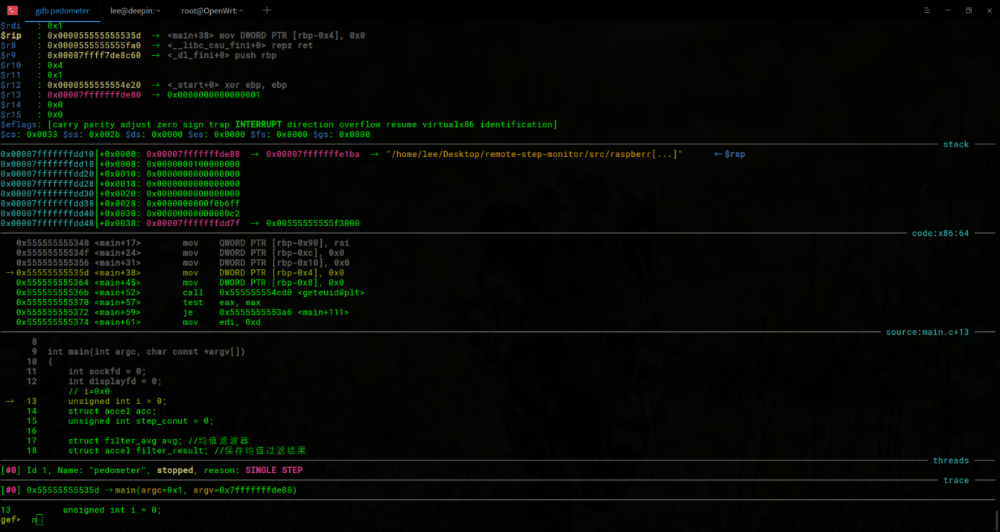 gdb pedometer lee@deepin: ~ root@OpenWrt: ~
$rdi : 0x1
$rip : 0x000055555555535d → <main+38> mov DWORD PTR [rbp-0x4], 0x0
$r8 : 0x0000555555555fa0 → <__libc_csu_fini+0> repz ret
$r9 : 0x00007ffff7de8c60 → <_dl_fini+0> push rbp
$r10 : 0x4
$r11 : 0x1
$r12 : 0x0000555555554e20 → <_start+0> xor ebp, ebp
$r13 : 0x00007fffffffde80 → 0x0000000000000001
$r14 : 0x0
$r15 : 0x0
$eflags: [carry parity adjust zero sign trap INTERRUPT direction overflow resume virtualx86 identification]
$cs: 0x0033 $ss: 0x002b $ds: 0x0000 $es: 0x0000 $fs: 0x0000 $gs: 0x0000
stack
0x00007fffffffdd10│+0x0000: 0x00007fffffffde88 → 0x00007fffffffe1ba → "/home/lee/Desktop/remote-step-monitor/src/raspberr[...]" ←$rsp
0x00007fffffffdd18│+0x0008: 0x0000000100000000
0x00007fffffffdd20│+0x0010: 0x0000000000000000
0x00007fffffffdd28│+0x0018: 0x0000000000000000
0x00007fffffffdd30│+0x0020: 0x0000000000000000
0x00007fffffffdd38│+0x0028: 0x0000000000f0b6ff
0x00007fffffffdd40│+0x0030: 0x00000000000000c2
0x00007fffffffdd48│+0x0038: 0x00007fffffffdd7f → 0x00555555555f3000
code:x86:64
0x555555555348 <main+17> mov QWORD PTR [rbp-0x90], rsi
0x55555555534f <main+24> mov DWORD PTR [rbp-0xc], 0x0
0x555555555356 <main+31> mov DWORD PTR [rbp-0x10], 0x0
→0x55555555535d <main+38> mov DWORD PTR [rbp-0x4], 0x0
0x555555555364 <main+45> mov DWORD PTR [rbp-0x8], 0x0
0x55555555536b <main+52> call 0x555555554cd0 <geteuid@plt>
0x555555555370 <main+57> test eax, eax
0x555555555372 <main+59> je 0x5555555553a6 <main+111>
0x555555555374 <main+61> mov edi, 0xd
source:main.c+13
8
9 int main(int argc, char const *argv[])
10 {
11 int sockfd = 0;
12 int displayfd = 0;
// i=0x0
→ 13 unsigned int i = 0;
14 struct accel acc;
15 unsigned int step_conut = 0;
16
17 struct filter_avg avg; //均值滤波器
18 struct accel filter_result; //保存均值过滤结果
threads
[#0] Id 1, Name: "pedometer", stopped, reason: SINGLE STEP
trace
[#0] 0x55555555535d →main(argc=0x1, argv=0x7fffffffde88)
13 unsigned int i = 0;
gef➤ n